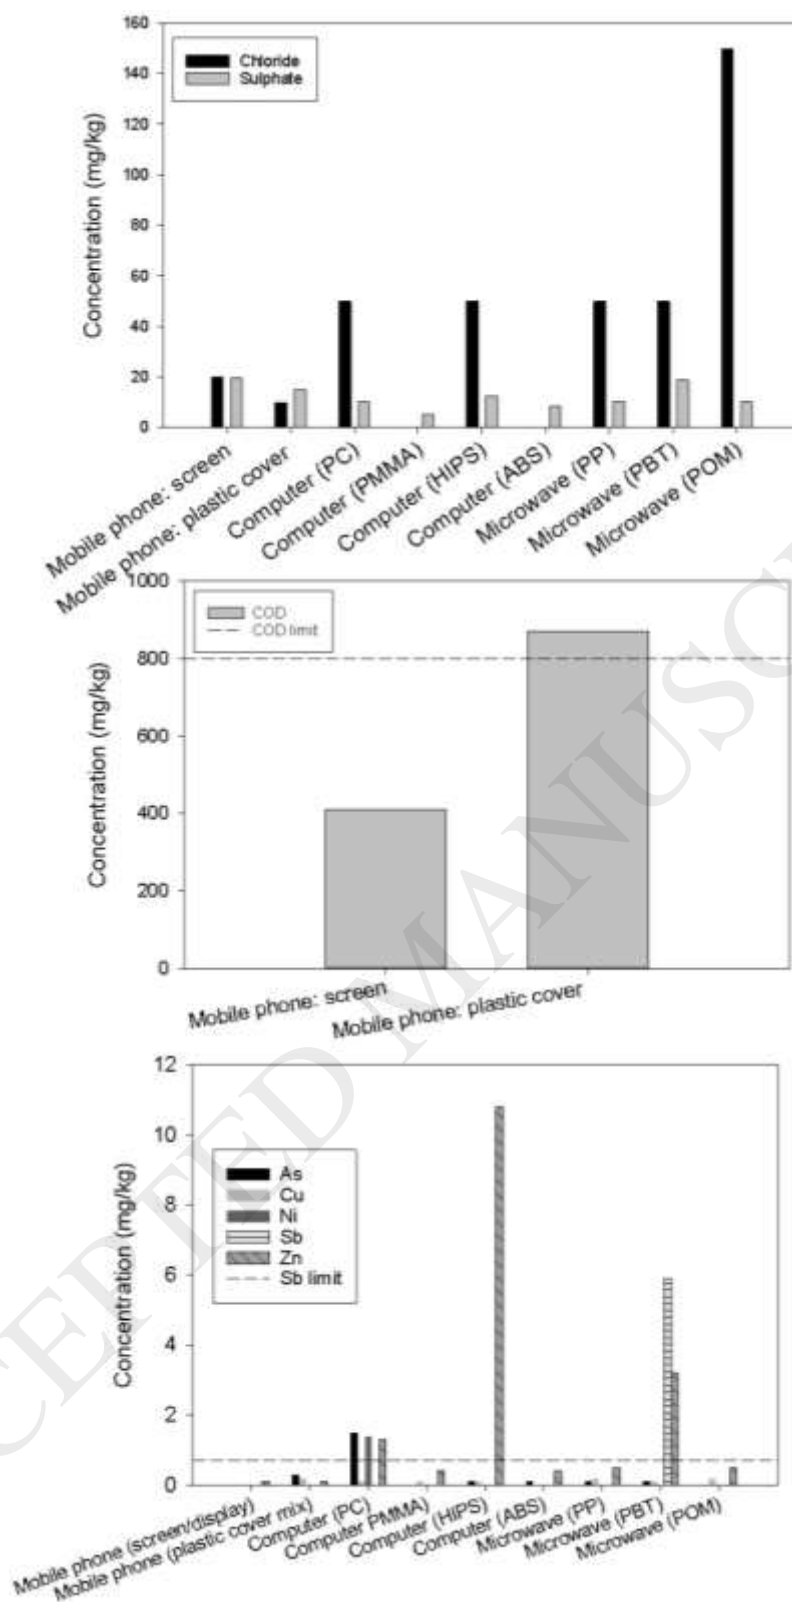 160
140
120
100
80
60
40
20
0
Concentration (mg/kg)
Chloride
Sulphate
Mobile phone: screen
Mobile phone: plastic cover
Computer (PC)
Computer (PMMA)
Computer (HIPS)
Computer (ABS)
Microwave (PP)
Microwave (PBT)
Microwave (POM)
1000
800
600
400
200
0
Concentration (mg/kg)
COD
COD limit
Mobile phone: screen
Mobile phone: plastic cover
12
10
8
6
4
2
0
Concentration (mg/kg)
As
Cu
Ni
Sb
Zn
Sb limit
Mobile phone (screen/display)
Mobile phone (plastic cover mix)
Computer (PC)
Computer PMMA)
Computer (HIPS)
Computer (ABS)
Microwave (PP)
Microwave (PBT)
Microwave (POM)
CEPTED MANUSC